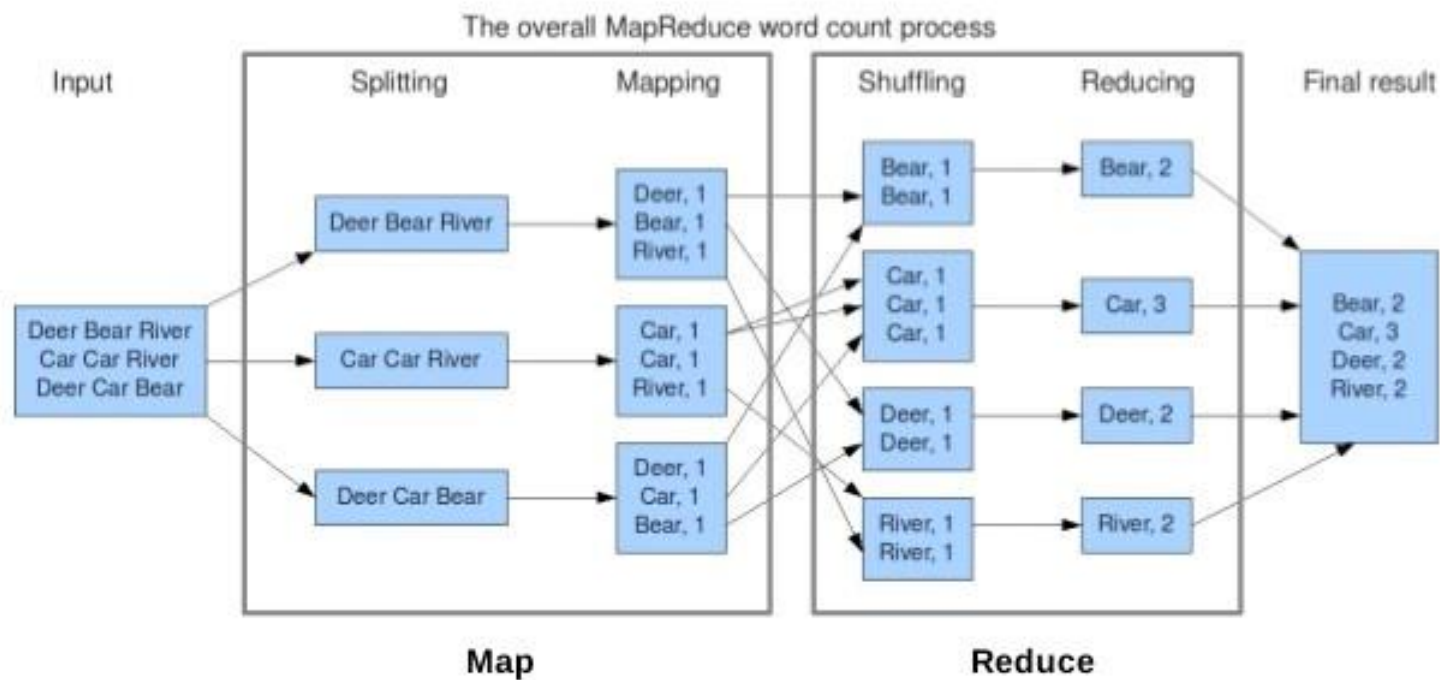 The overall MapReduce word count process
Input
Splitting
Mapping
Shuffling
Reducing
Final result
Deer Bear River
Car Car River
Deer Car Bear
Deer Bear River
Car Car River
Deer Car Bear
Deer, 1
Bear, 1
River, 1
Car, 1
Car, 1
River, 1
Deer, 1
Car, 1
Bear, 1
Bear, 1
Bear, 1
Car, 1
Car, 1
Car, 1
Deer, 1
Deer, 1
River, 1
River, 1
Bear, 2
Car, 3
Deer, 2
River, 2
Bear, 2
Car, 3
Deer, 2
River, 2
Map
Reduce